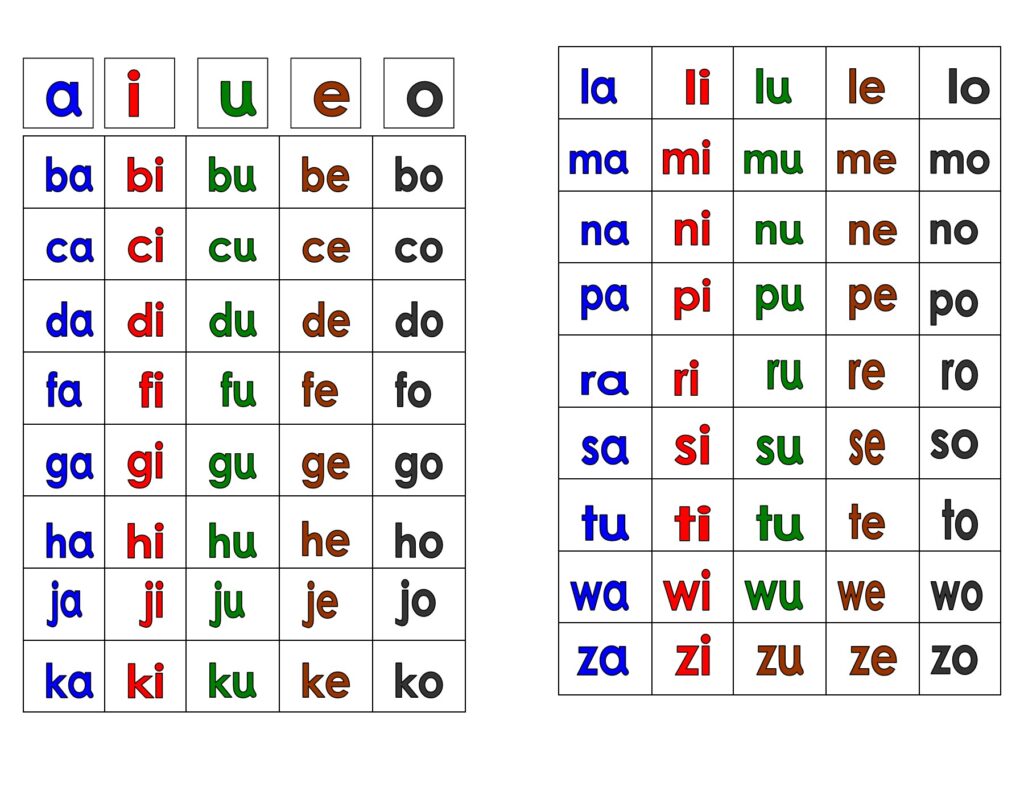 a i u e o
ba bi bu be bo
ca ci cu ce co
da di du de do
fa fi fu fe fo
ga gi gu ge go
ha hi hu he ho
ja ji ju je jo
ka ki ku ke ko
la li lu le lo
ma mi mu me mo
na ni nu ne no
pa pi pu pe po
ra ri ru re ro
sa si su se so
tu ti tu te to
wa wi wu we wo
za zi zu ze zo